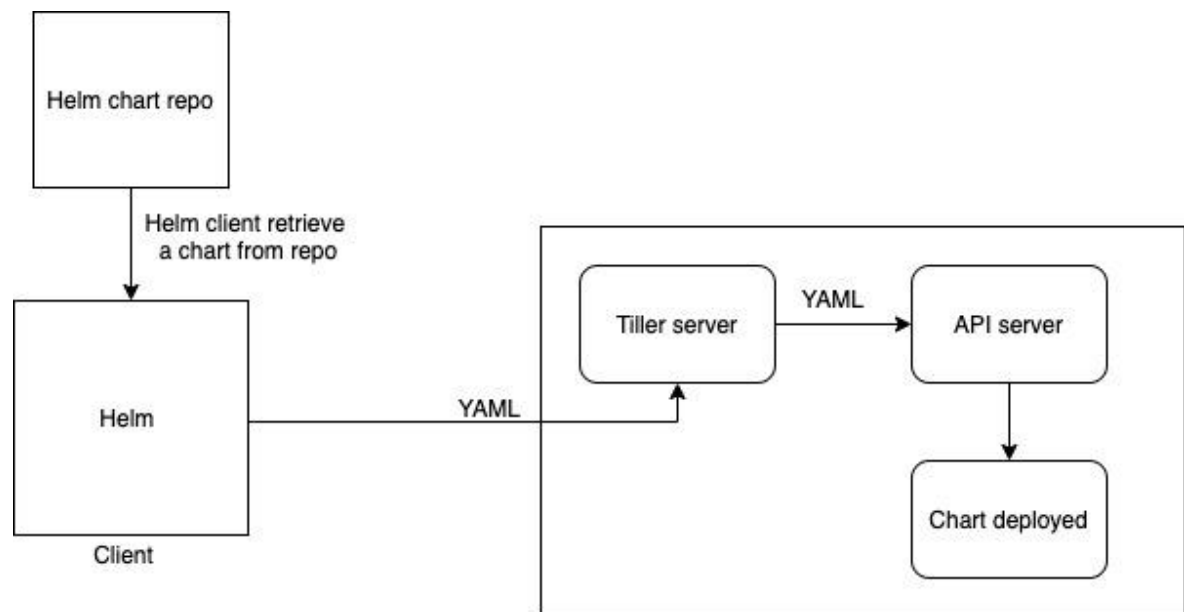 Helm chart repo
Helm client retrieve
a chart from repo
Tiller server
YAML
API server
Helm
YAML
Chart deployed
Client